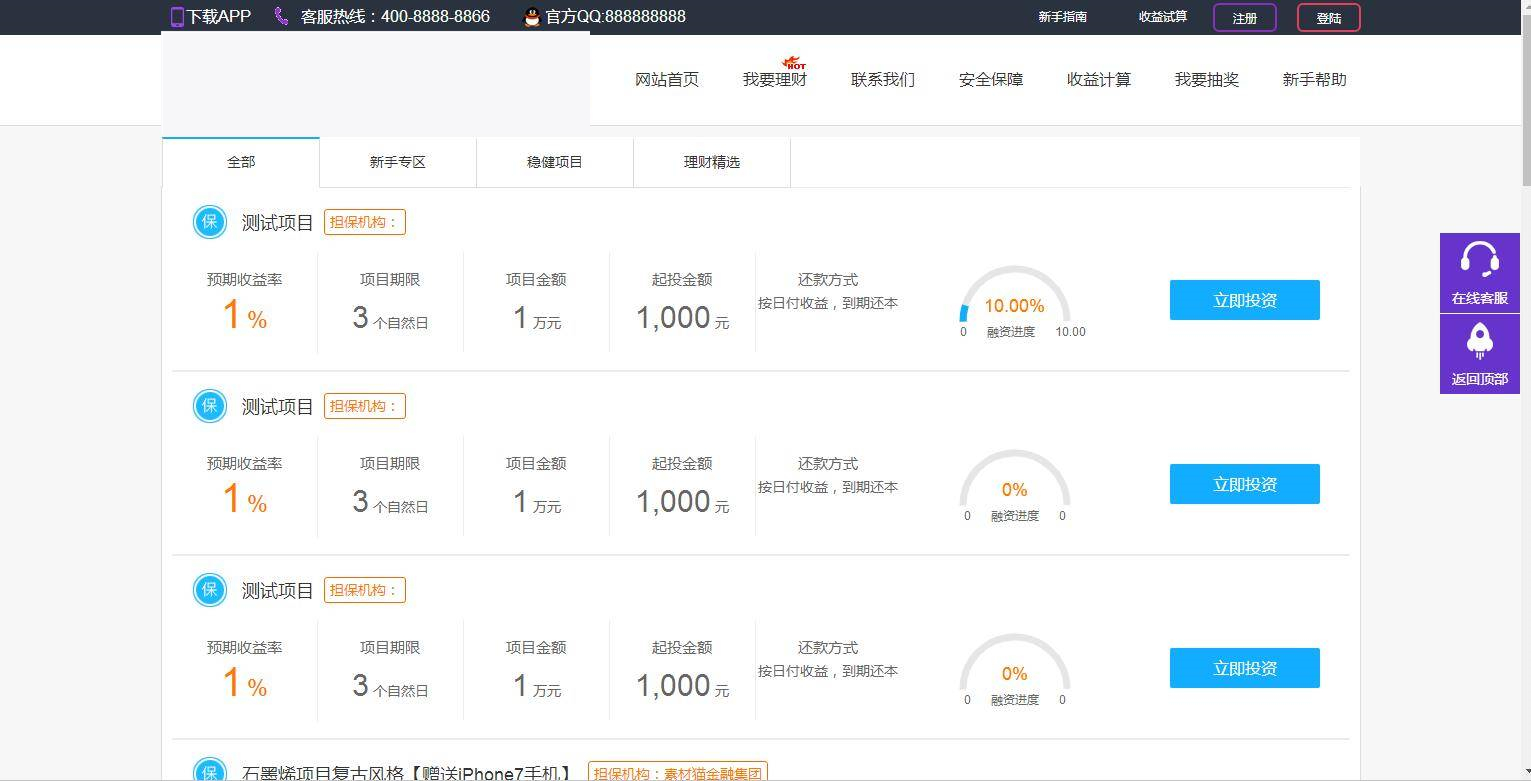 下载APP 客服热线：400-8888-8866 官方QQ:888888888 新手指南 收益试算 注册 登陆
HOT
网站首页 我要理财 联系我们 安全保障 收益计算 我要抽奖 新手帮助
全部 新手专区 稳健项目 理财精选
保 测试项目 担保机构：
预期收益率 项目期限 项目金额 起投金额 还款方式
1 % 3 个自然日 1 万元 1,000 元 按日付收益，到期还本 10.00% 立即投资
0 融资进度 10.00
在线客服
返回顶部
保 测试项目 担保机构：
预期收益率 项目期限 项目金额 起投金额 还款方式
1 % 3 个自然日 1 万元 1,000 元 按日付收益，到期还本 0% 立即投资
0 融资进度 0
保 测试项目 担保机构：
预期收益率 项目期限 项目金额 起投金额 还款方式
1 % 3 个自然日 1 万元 1,000 元 按日付收益，到期还本 0% 立即投资
0 融资进度 0
保 石墨烯项目复古风格【赠送iPhone7手机】 担保机构：素材猫金融集团